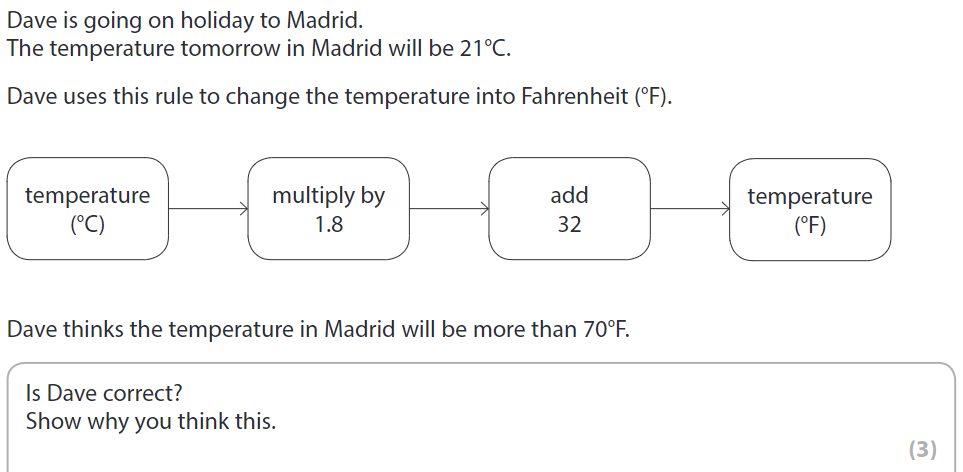 Dave is going on holiday to Madrid.
The temperature tomorrow in Madrid will be 21°C.
Dave uses this rule to change the temperature into Fahrenheit (°F).
temperature
(°C)
multiply by
1.8
add
32
temperature
(°F)
Dave thinks the temperature in Madrid will be more than 70°F.
Is Dave correct?
Show why you think this.
(3)